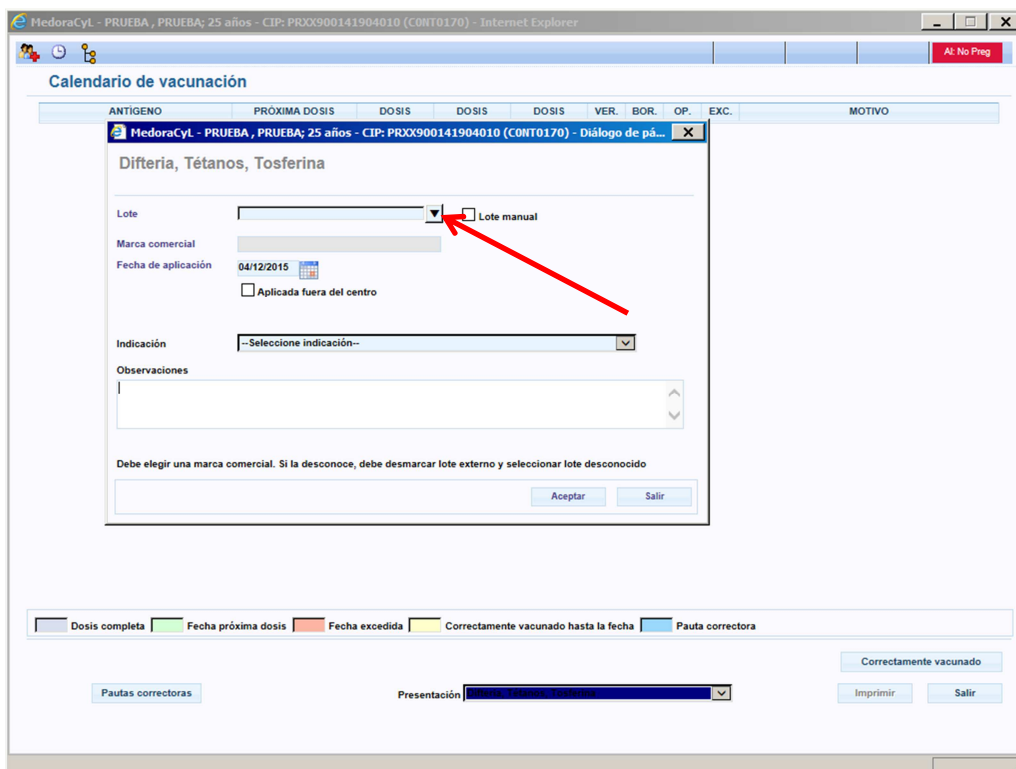 MedoraCyL - PRUEBA , PRUEBA; 25 años - CIP: PRXX900141904010 (C0NT0170) - Internet Explorer
Al: No Preg
Calendario de vacunación
ANTÍGENO PRÓXIMA DOSIS DOSIS DOSIS DOSIS VER. BOR. OP. EXC. MOTIVO
MedoraCyL - PRUEBA , PRUEBA; 25 años - CIP: PRXX900141904010 (C0NT0170) - Diálogo de pá...
Difteria, Tétanos, Tosferina
Lote Lote manual
Marca comercial
Fecha de aplicación 04/12/2015
Aplicada fuera del centro
Indicación --Seleccione indicación--
Observaciones
Debe elegir una marca comercial. Si la desconoce, debe desmarcar lote externo y seleccionar lote desconocido
Aceptar Salir
Dosis completa Fecha próxima dosis Fecha excedida Correctamente vacunado hasta la fecha Pauta correctora
Correctamente vacunado
Pautas correctoras Presentación Difteria, Tétanos, Tosferina Imprimir Salir